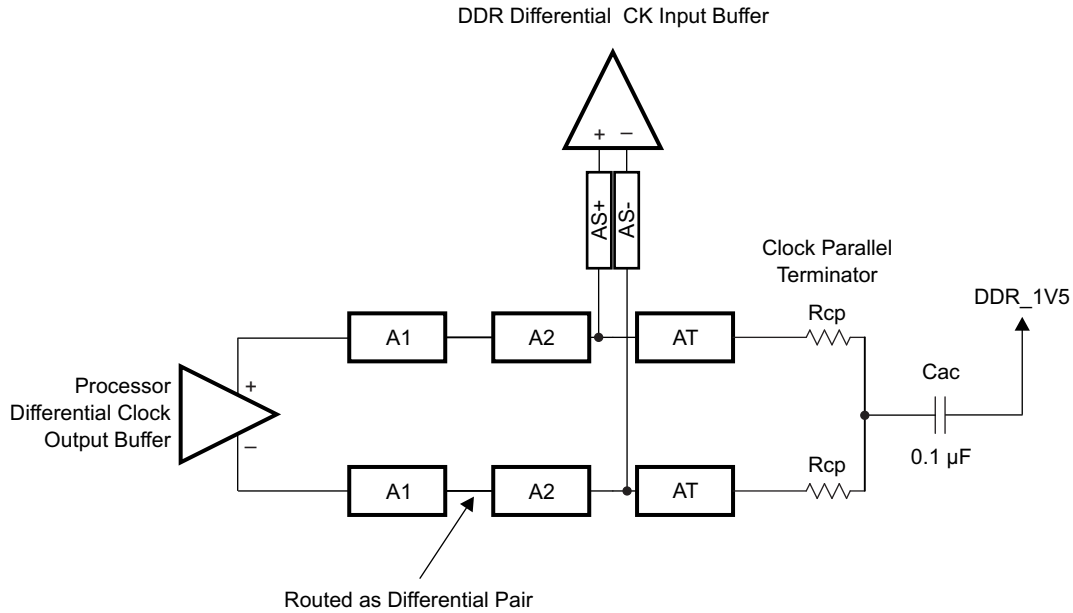 DDR Differential CK Input Buffer
+ −
AS+
AS-
Clock Parallel
Terminator
DDR_1V5
Rcp
A1
A2
AT
Cac
Processor
Differential Clock
Output Buffer
+
−
0.1 µF
Rcp
A1
A2
AT
Routed as Differential Pair